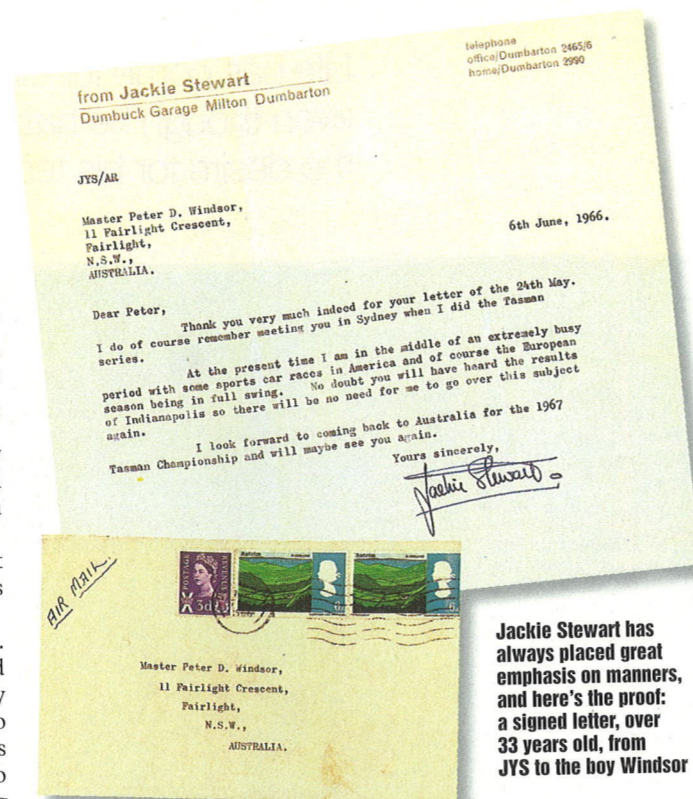 from Jackie Stewart
Dumbuck Garage Milton Dumbarton
telephone
office/Dumbarton 2465/6
home/Dumbarton 2990
JYS/AR
Master Peter D. Windsor,
11 Fairlight Crescent,
Fairlight,
N.S.W.,
AUSTRALIA.
6th June, 1966.
Dear Peter,
Thank you very much indeed for your letter of the 24th May.
I do of course remember meeting you in Sydney when I did the Tasman
series.
At the present time I am in the middle of an extremely busy
period with some sports car races in America and of course the European
season being in full swing. No doubt you will have heard the results
of Indianapolis so there will be no need for me to go over this subject
again.
I look forward to coming back to Australia for the 1967
Tasman Championship and will maybe see you again.
Yours sincerely,
Jackie Stewart.
AIR MAIL.
POSTAGE
REVENUE
3d
6d
Master Peter D. Windsor,
11 Fairlight Crescent,
Fairlight,
N.S.W.,
AUSTRALIA.
Jackie Stewart has
always placed great
emphasis on manners,
and here's the proof:
a signed letter, over
33 years old, from
JYS to the boy Windsor